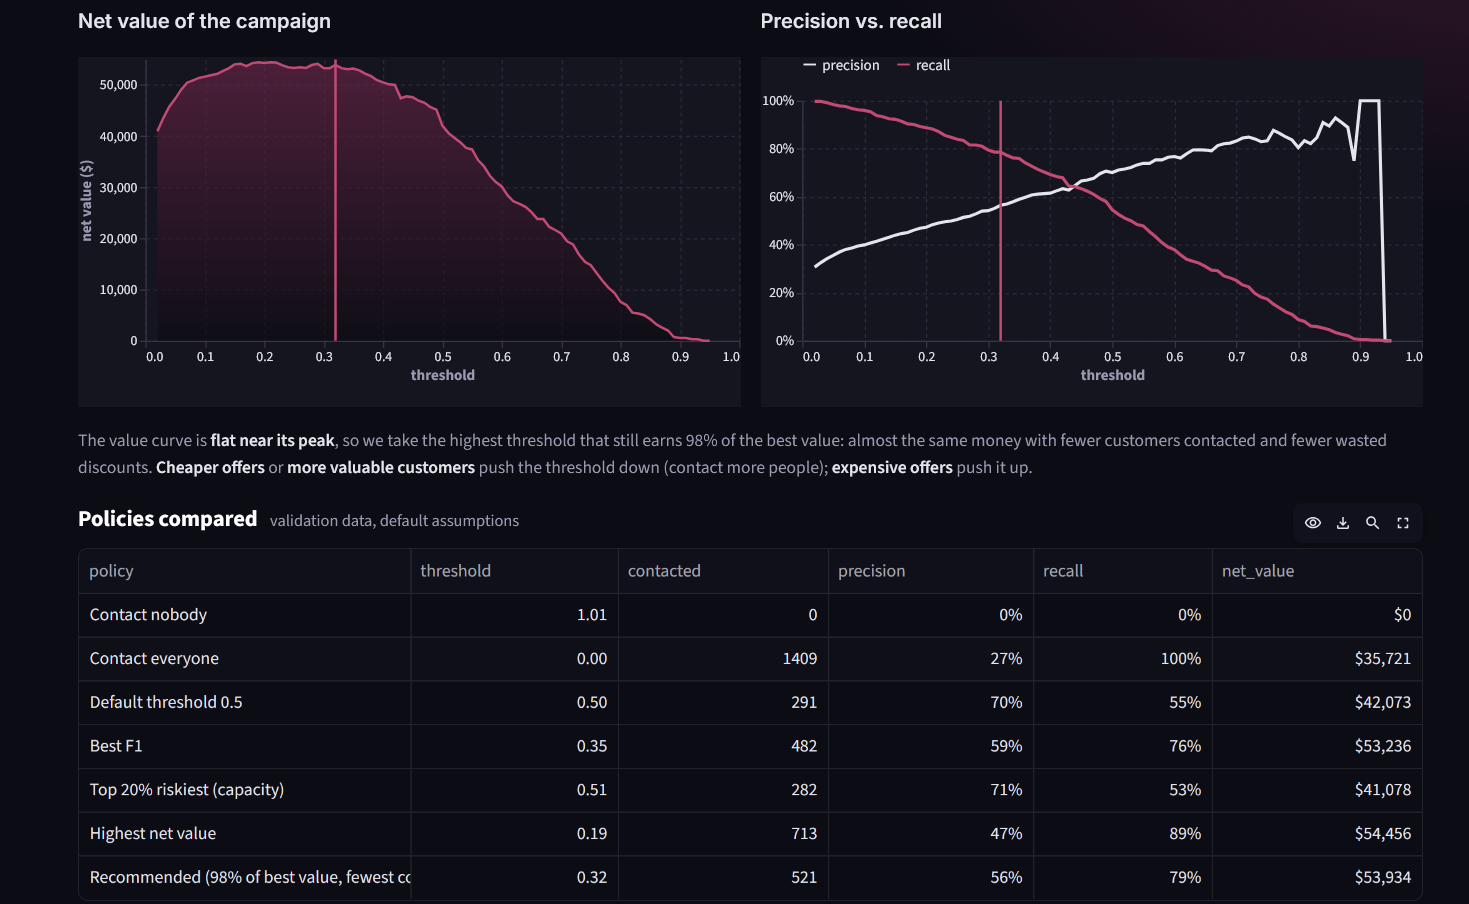 Net value of the campaign
Precision vs. recall
net value ($)
50,000
40,000
30,000
20,000
10,000
0
0.0 0.1 0.2 0.3 0.4 0.5 0.6 0.7 0.8 0.9 1.0
threshold
precision recall
100%
80%
60%
40%
20%
0%
0.0 0.1 0.2 0.3 0.4 0.5 0.6 0.7 0.8 0.9 1.0
threshold
The value curve is flat near its peak, so we take the highest threshold that still earns 98% of the best value: almost the same money with fewer customers contacted and fewer wasted
discounts. Cheaper offers or more valuable customers push the threshold down (contact more people); expensive offers push it up.
Policies compared validation data, default assumptions
policy threshold contacted precision recall net_value
Contact nobody 1.01 0 0% 0% $0
Contact everyone 0.00 1409 27% 100% $35,721
Default threshold 0.5 0.50 291 70% 55% $42,073
Best F1 0.35 482 59% 76% $53,236
Top 20% riskiest (capacity) 0.51 282 71% 53% $41,078
Highest net value 0.19 713 47% 89% $54,456
Recommended (98% of best value, fewest 0.32 521 56% 79% $53,934